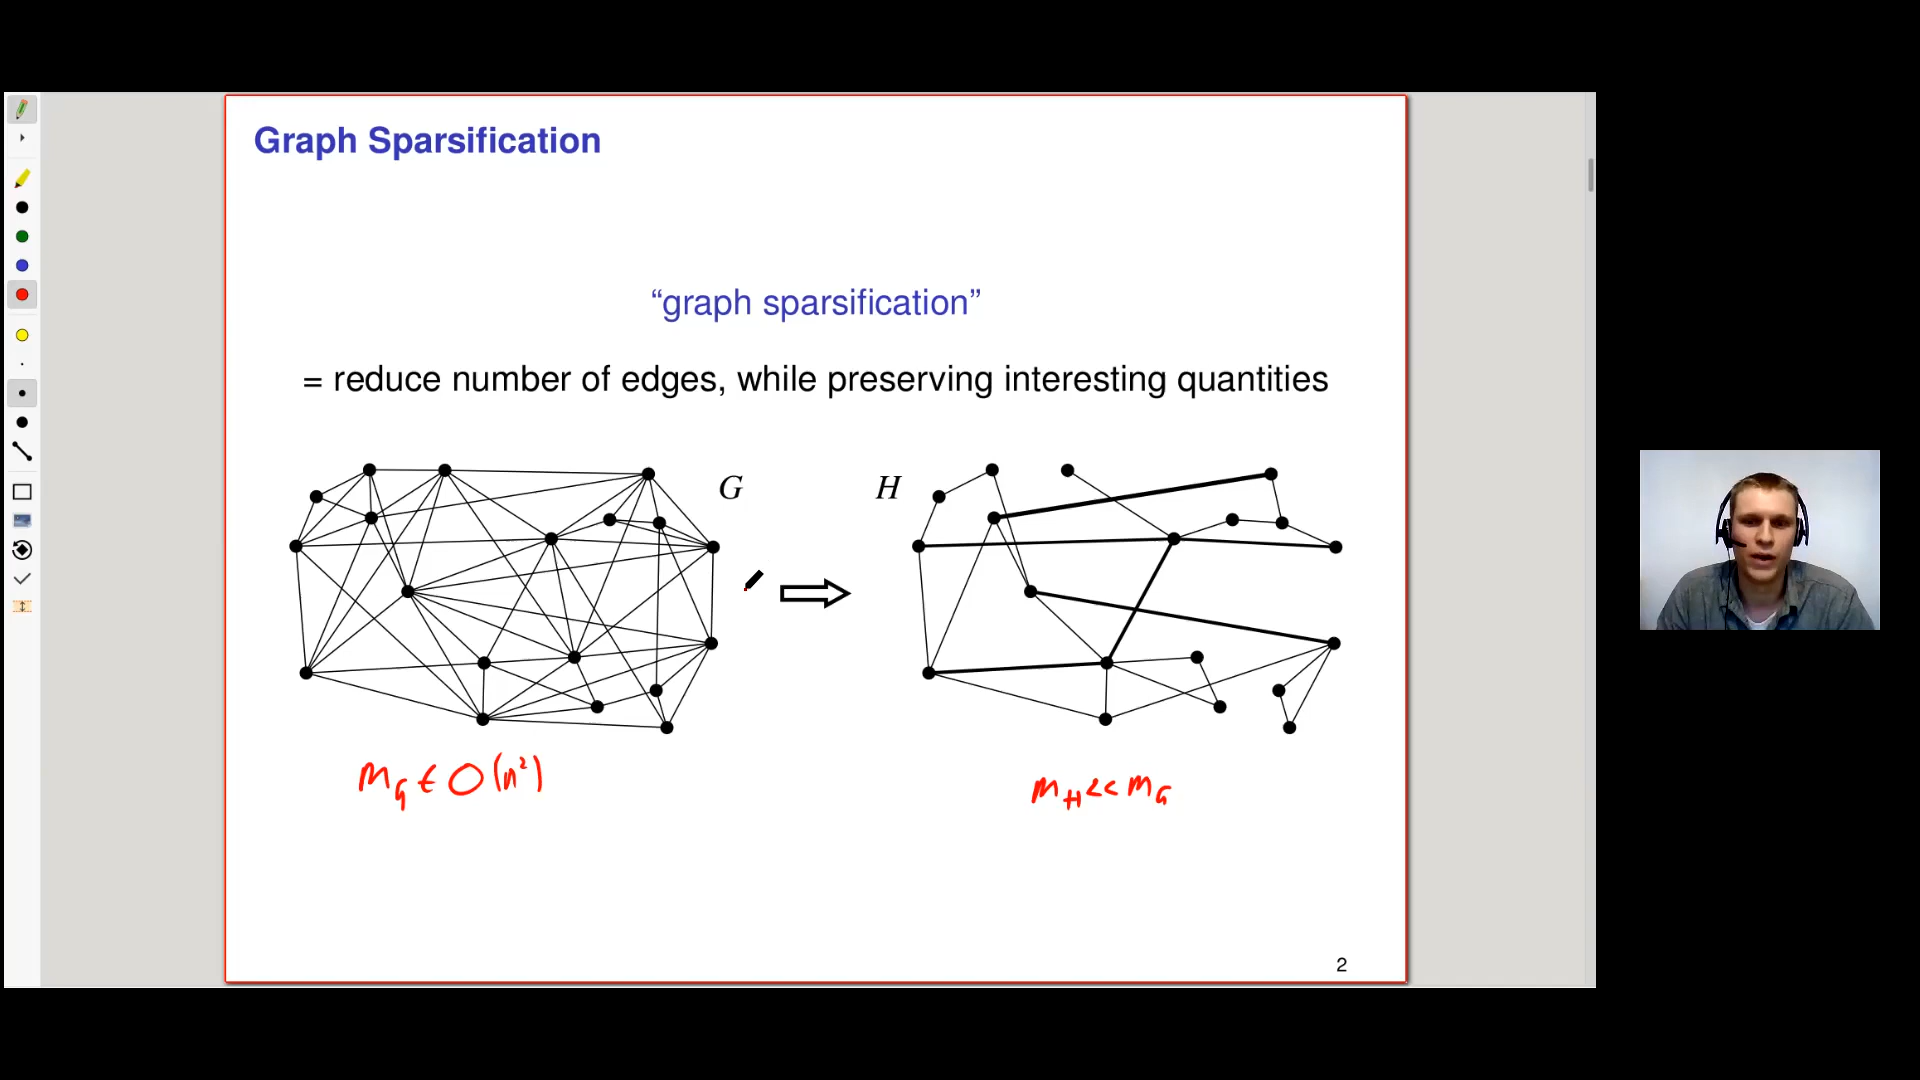 Graph Sparsification
“graph sparsification”
= reduce number of edges, while preserving interesting quantities
G
H
m_G ∈ O(n²)
m_H << m_G
2